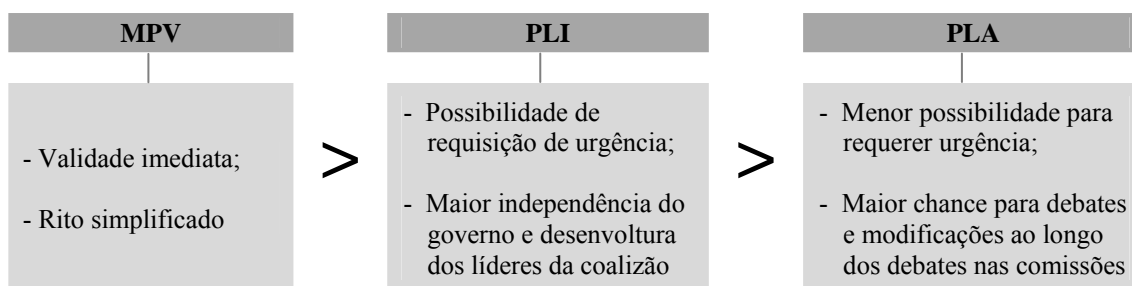 MPV
- Validade imediata;
- Rito simplificado
>
PLI
- Possibilidade de
requisição de urgência;
- Maior independência do
governo e desenvoltura
dos líderes da coalizão
>
PLA
- Menor possibilidade para
requerer urgência;
- Maior chance para debates
e modificações ao longo
dos debates nas comissões